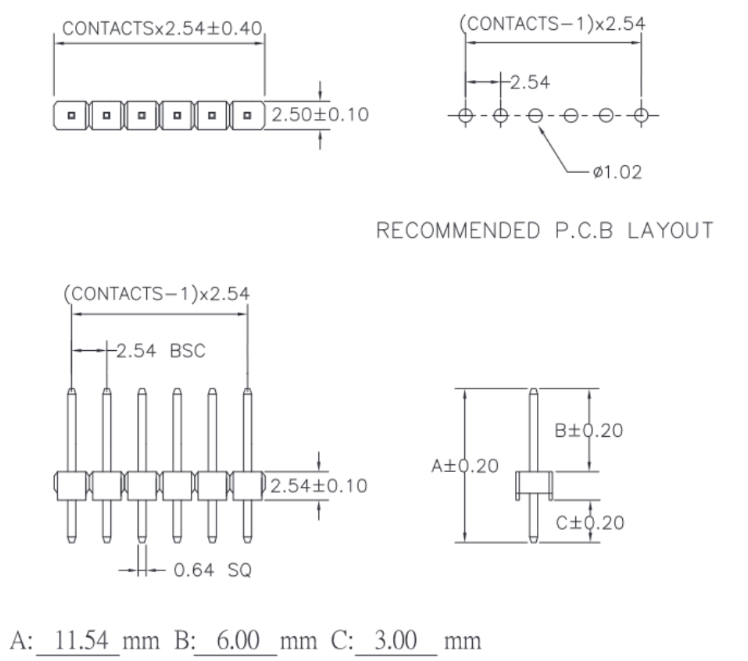 CONTACTSx2.54±0.40
(CONTACTS-1)x2.54
2.54
2.50±0.10
ø1.02
RECOMMENDED P.C.B LAYOUT
(CONTACTS-1)x2.54
2.54 BSC
B±0.20
A±0.20
2.54±0.10
C±0.20
0.64 SQ
A: 11.54 mm B: 6.00 mm C: 3.00 mm